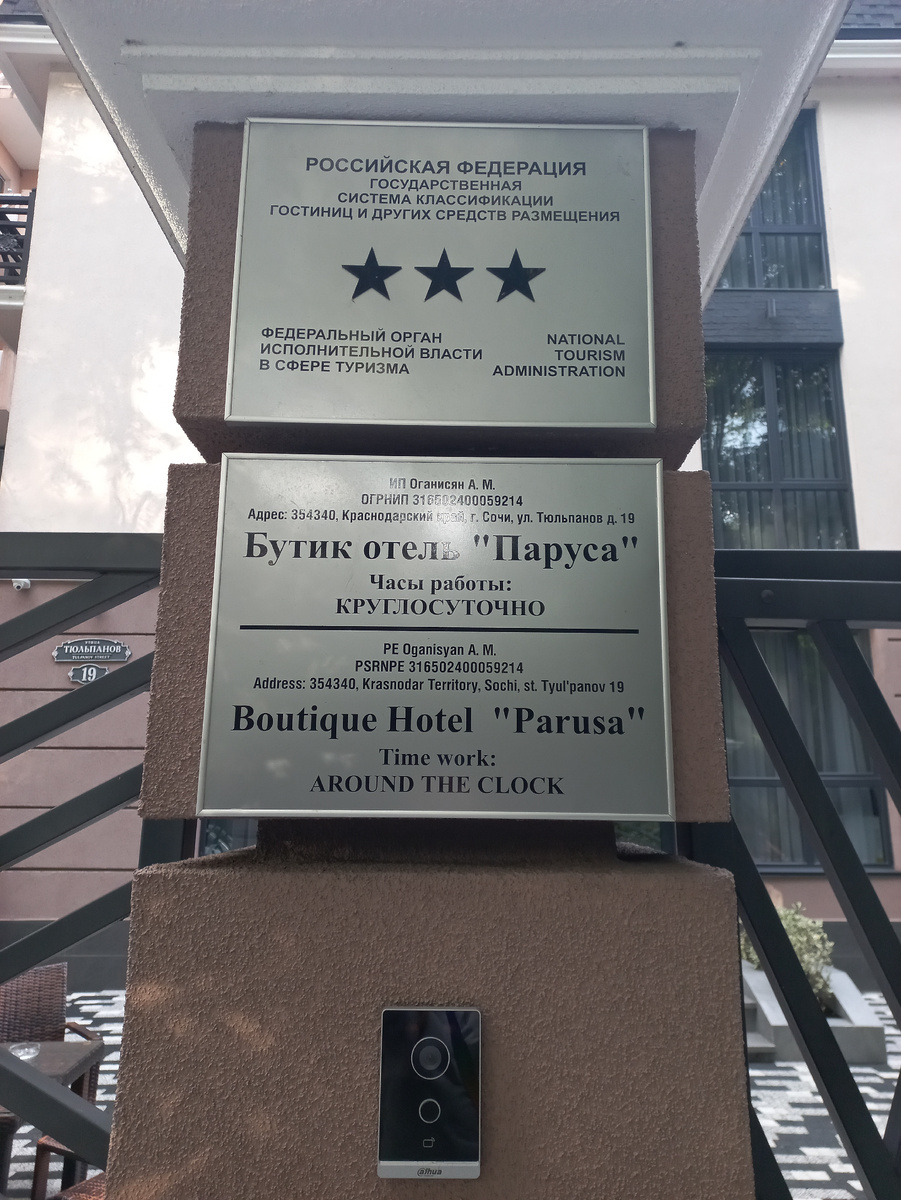 РОССИЙСКАЯ ФЕДЕРАЦИЯ
ГОСУДАРСТВЕННАЯ
СИСТЕМА КЛАССИФИКАЦИИ
ГОСТИНИЦ И ДРУГИХ СРЕДСТВ РАЗМЕЩЕНИЯ
ФЕДЕРАЛЬНЫЙ ОРГАН
ИСПОЛНИТЕЛЬНОЙ ВЛАСТИ
В СФЕРЕ ТУРИЗМА
NATIONAL
TOURISM
ADMINISTRATION
ИП Оганисян А. М.
ОГРНИП 316502400059214
Адрес: 354340, Краснодарский край, г. Сочи, ул. Тюльпанов д. 19
Бутик отель "Паруса"
Часы работы:
КРУГЛОСУТОЧНО
PE Oganisyan A. M.
PSRNPE 316502400059214
Address: 354340, Krasnodar Territory, Sochi, st. Tyul'panov 19
Boutique Hotel "Parusa"
Time work:
AROUND THE CLOCK
УЛИЦА
ТЮЛЬПАНОВ
19
alhua